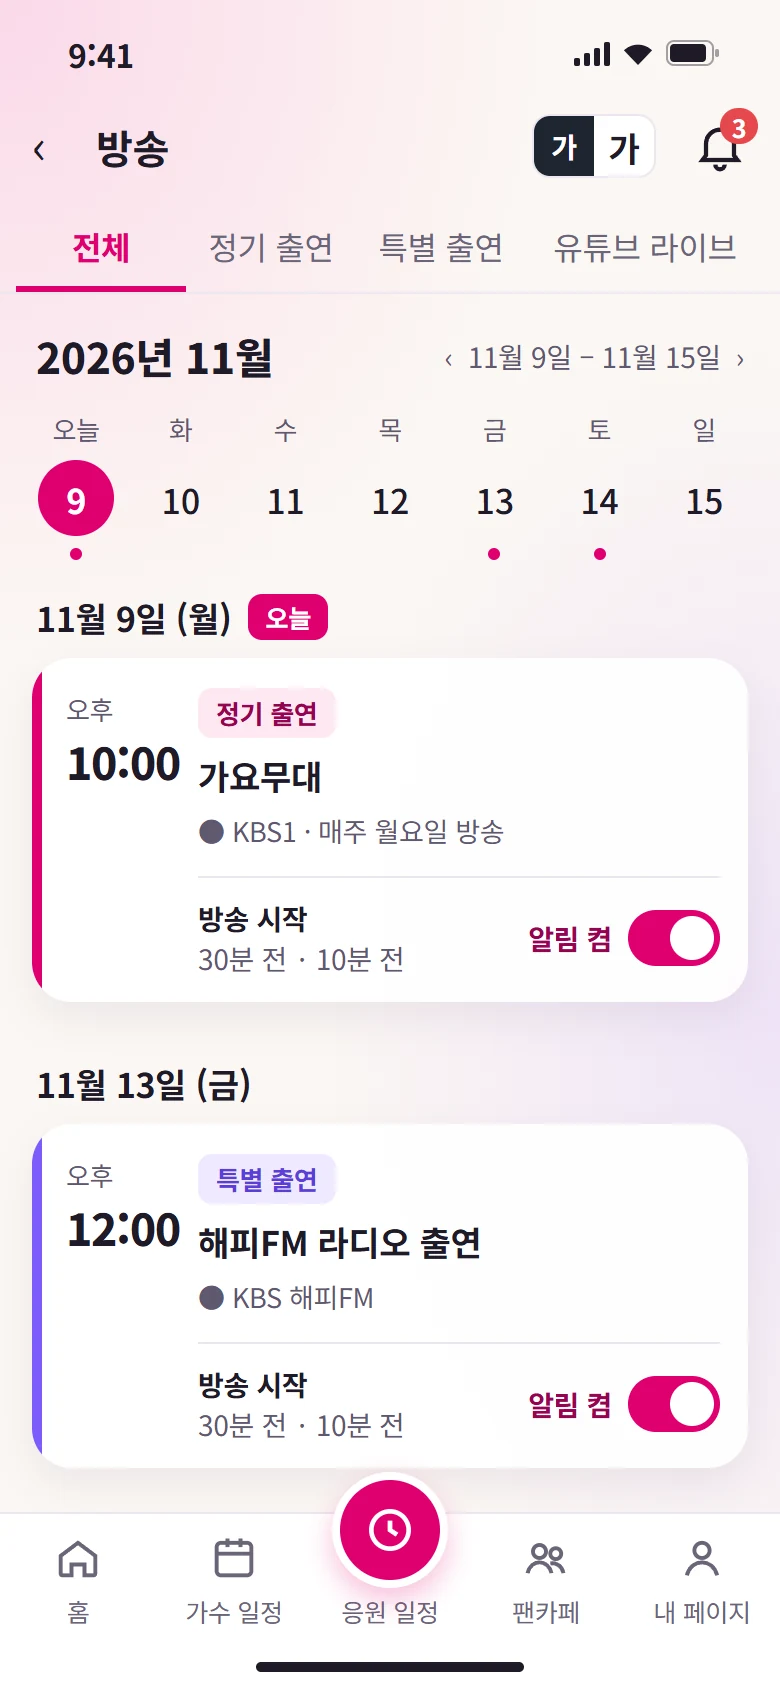 9:41
‹ 방송 가 가 3
전체 정기 출연 특별 출연 유튜브 라이브
2026년 11월 ‹ 11월 9일 – 11월 15일 ›
오늘 화 수 목 금 토 일
9 10 11 12 13 14 15
11월 9일 (월) 오늘
오후 정기 출연
10:00 가요무대
● KBS1 · 매주 월요일 방송
방송 시작
30분 전 · 10분 전 알림 켬
11월 13일 (금)
오후 특별 출연
12:00 해피FM 라디오 출연
● KBS 해피FM
방송 시작
30분 전 · 10분 전 알림 켬
홈 가수 일정 응원 일정 팬카페 내 페이지